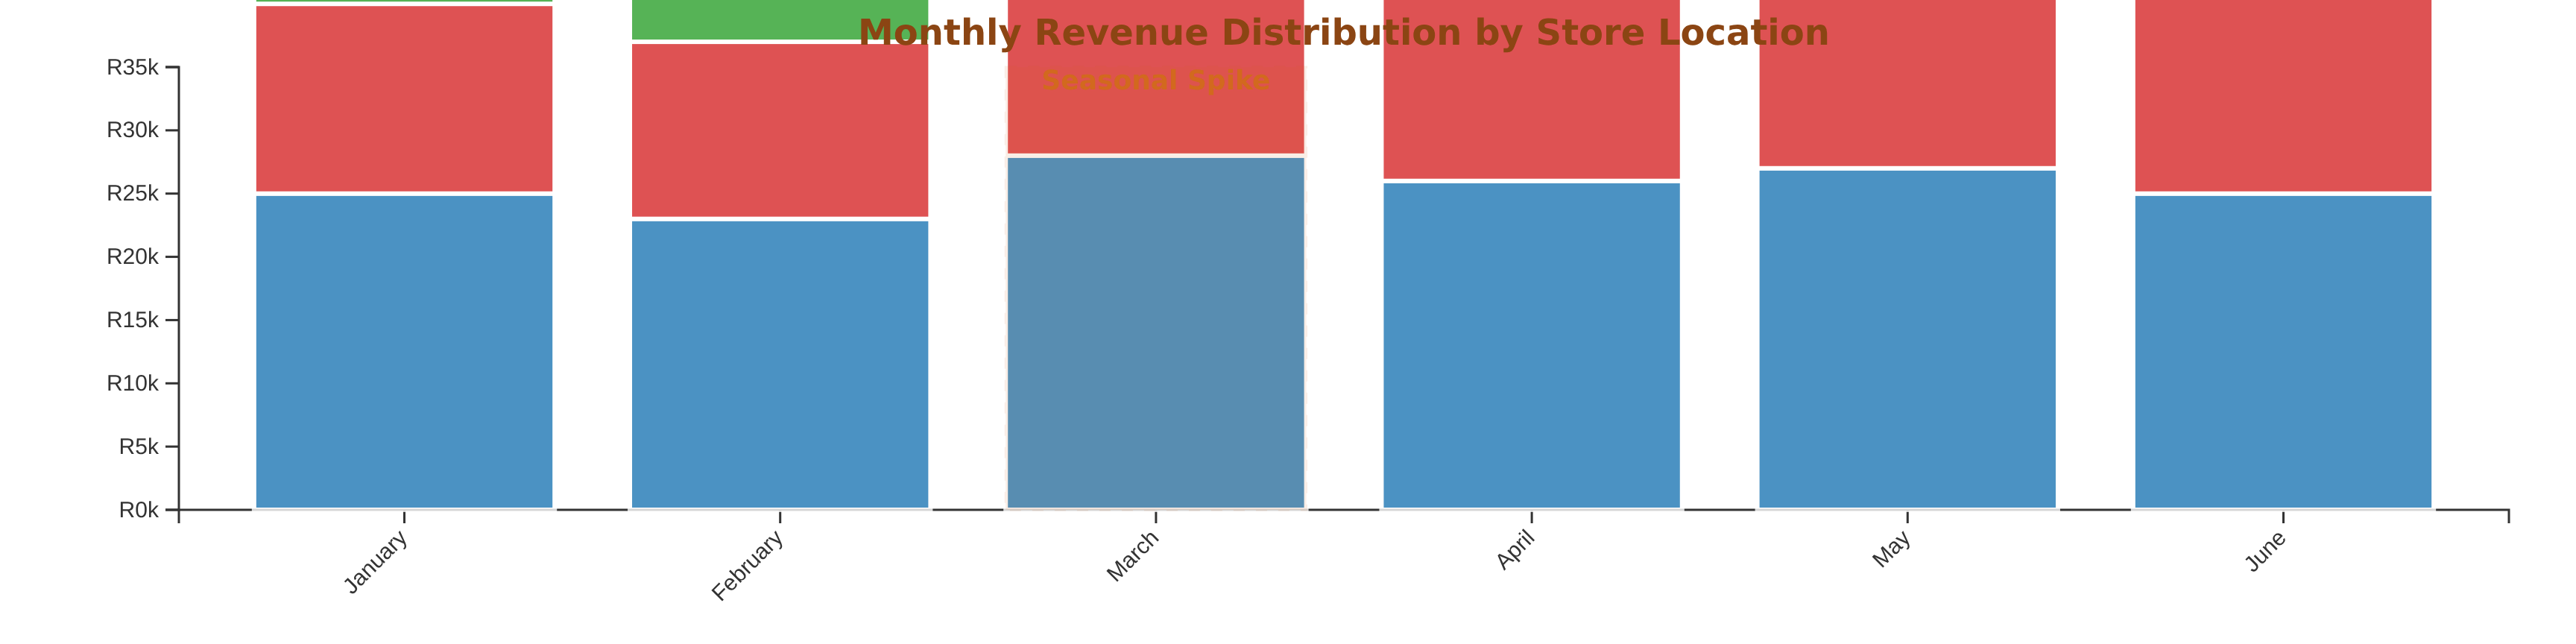 Monthly Revenue Distribution by Store Location
Seasonal Spike
R35k
R30k
R25k
R20k
R15k
R10k
R5k
R0k
January
February
March
April
May
June